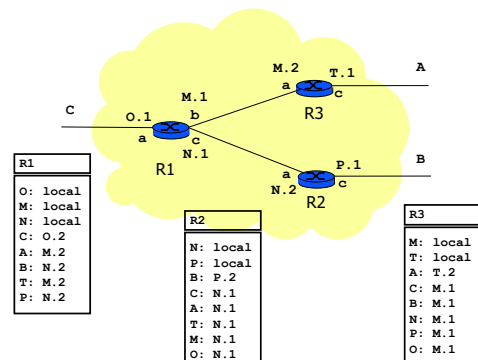 A
M.2
T.1
a
c
R3
C
M.1
O.1
b
a
c
N.1
R1
P.1
B
a
c
N.2
R2
R1
O: local
M: local
N: local
C: O.2
A: M.2
B: N.2
T: M.2
P: N.2
R2
N: local
P: local
B: P.2
C: N.1
A: N.1
T: N.1
M: N.1
O: N.1
R3
M: local
T: local
A: T.2
C: M.1
B: M.1
N: M.1
P: M.1
O: M.1